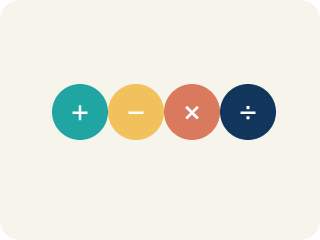 + − × ÷